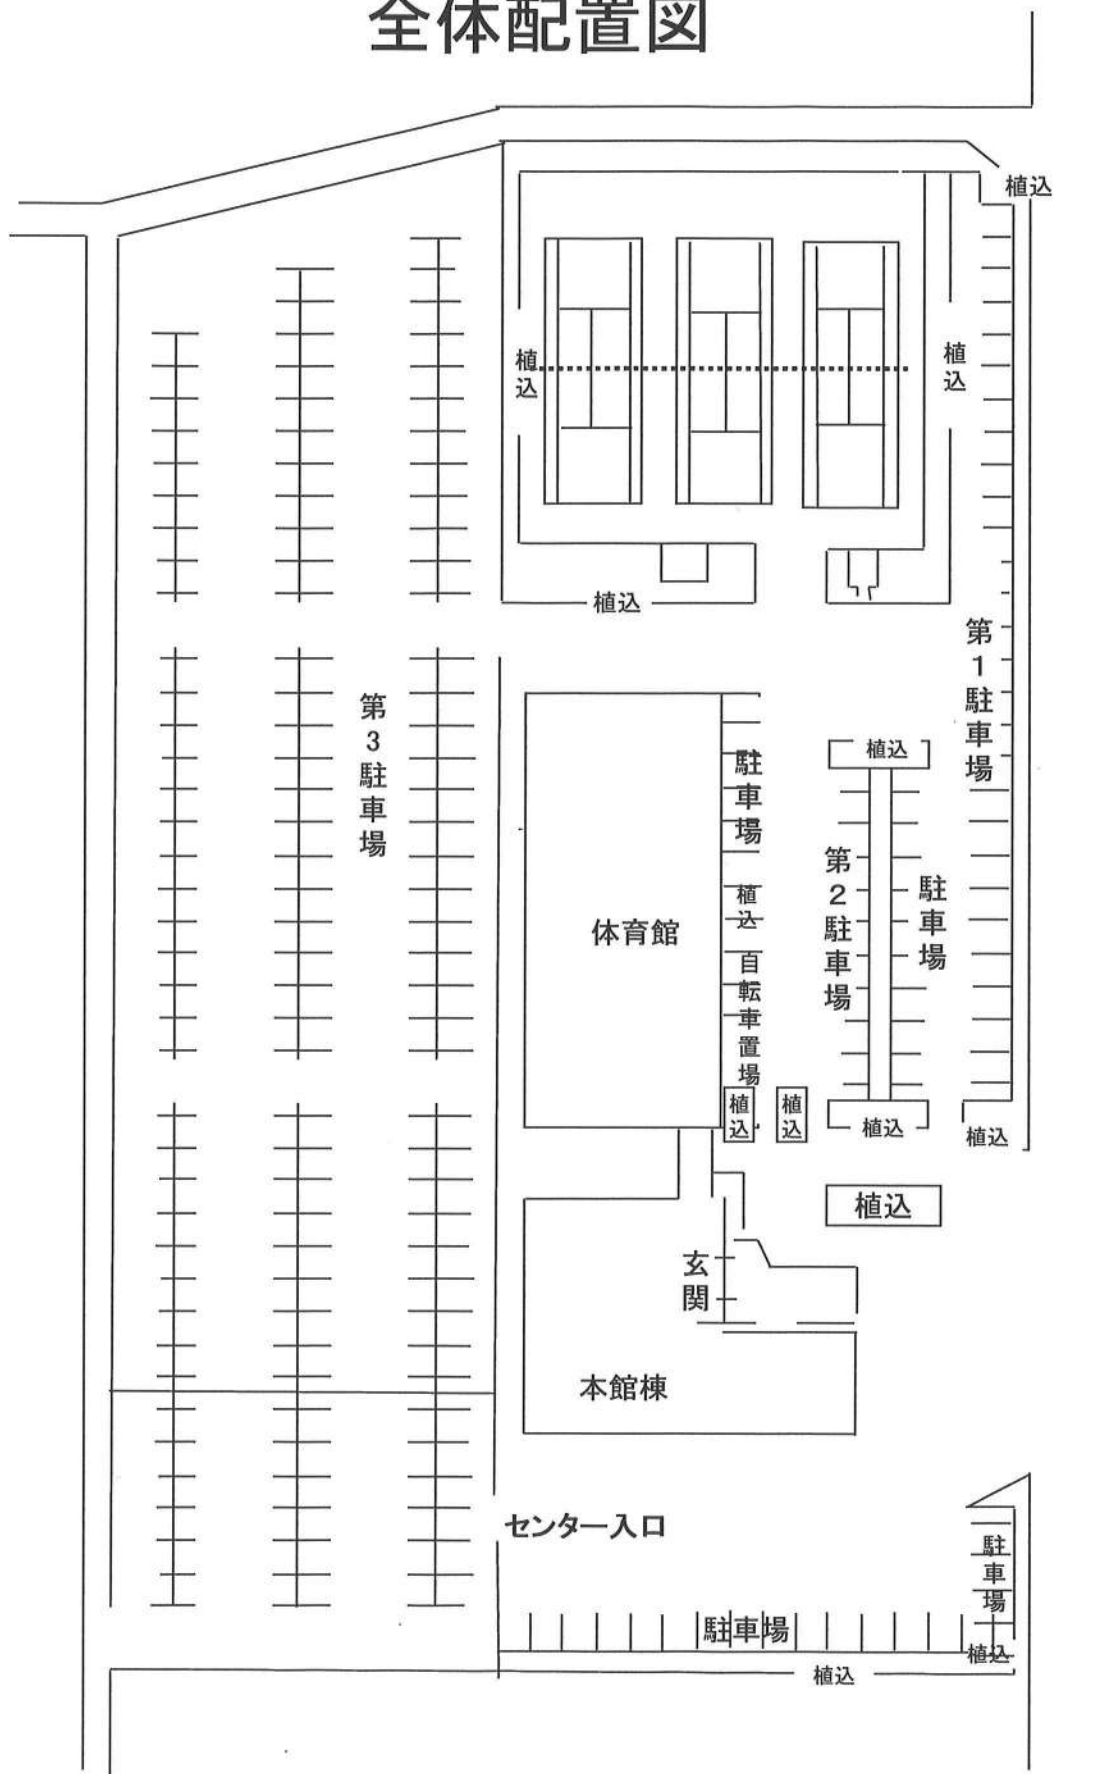 全体配置図
植込
植込
植込
植込
第1駐車場
第3駐車場
駐車場
植込
第2駐車場
駐車場
植込
体育館
自転車置場
植込
植込
植込
植込
植込
玄関
本館棟
センター入口
駐車場
駐車場
植込
植込